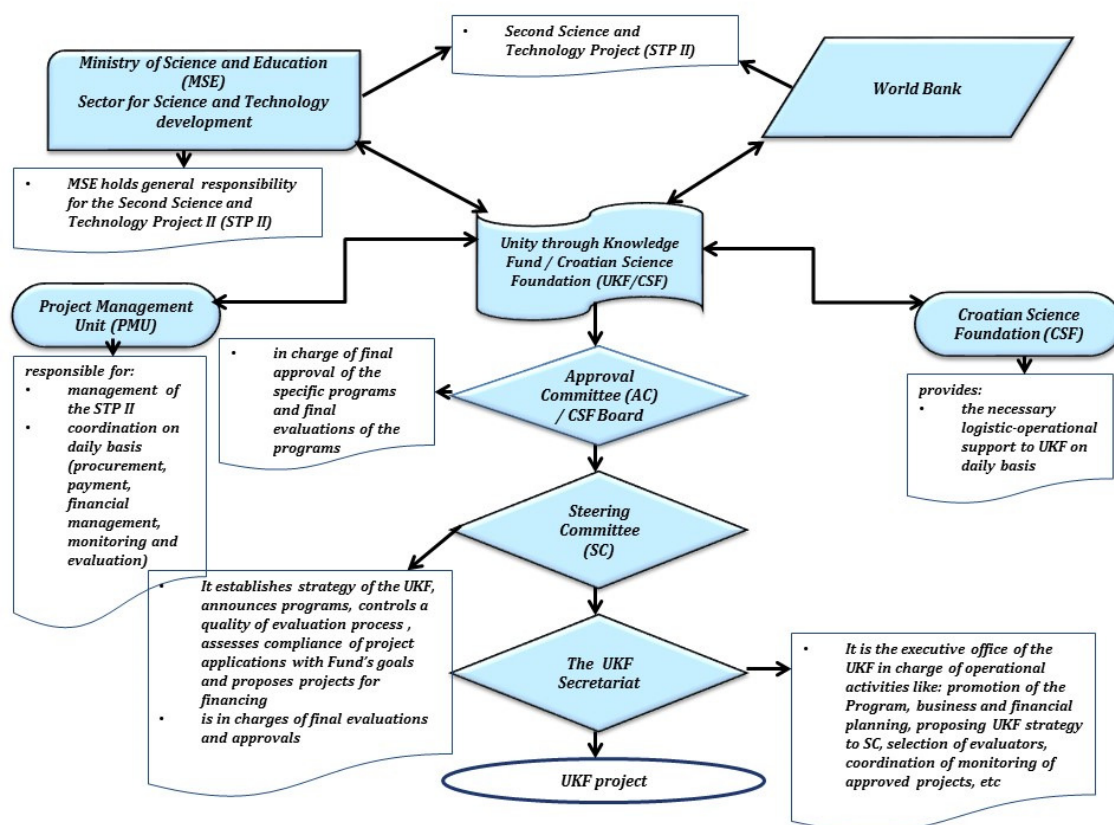 • Second Science and
Technology Project (STP II)
Ministry of Science and Education
(MSE)
Sector for Science and Technology
development
World Bank
• MSE holds general responsibility
for the Second Science and
Technology Project II (STP II)
Unity through Knowledge
Fund / Croatian Science
Foundation (UKF/CSF)
Project Management
Unit (PMU)
Croatian Science
Foundation (CSF)
responsible for:
• management of
the STP II
• coordination on
daily basis
(procurement,
payment,
financial
management,
monitoring and
evaluation)
• in charge of final
approval of the
specific programs
and final
evaluations of the
programs
Approval
Committee (AC)
/ CSF Board
provides:
• the necessary
logistic-operational
support to UKF on
daily basis
Steering
Committee
(SC)
• It establishes strategy of the UKF,
announces programs, controls a
quality of evaluation process ,
assesses compliance of project
applications with Fund's goals
and proposes projects for
financing
• is in charges of final evaluations
and approvals
The UKF
Secretariat
• It is the executive office of the
UKF in charge of operational
activities like: promotion of the
Program, business and financial
planning, proposing UKF strategy
to SC, selection of evaluators,
coordination of monitoring of
approved projects, etc
UKF project